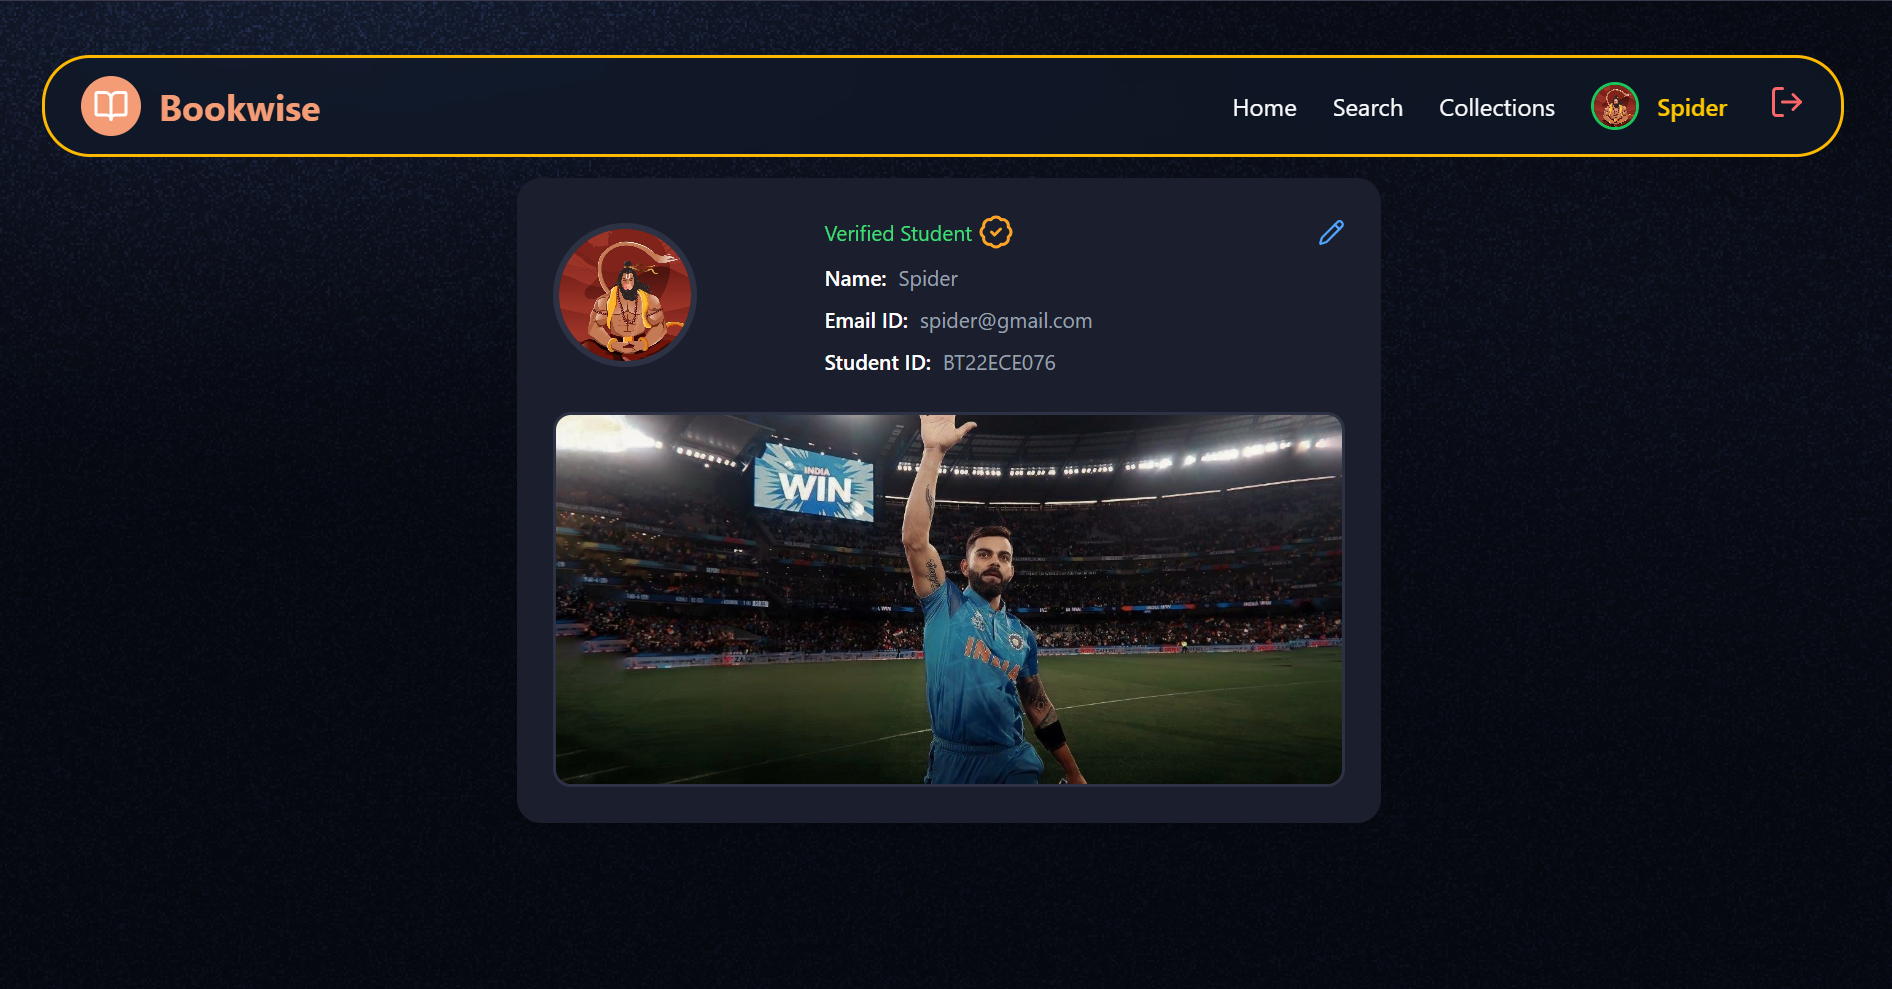 Bookwise
Home Search Collections Spider
Verified Student
Name: Spider
Email ID: spider@gmail.com
Student ID: BT22ECE076
INDIA
WIN
INDIA